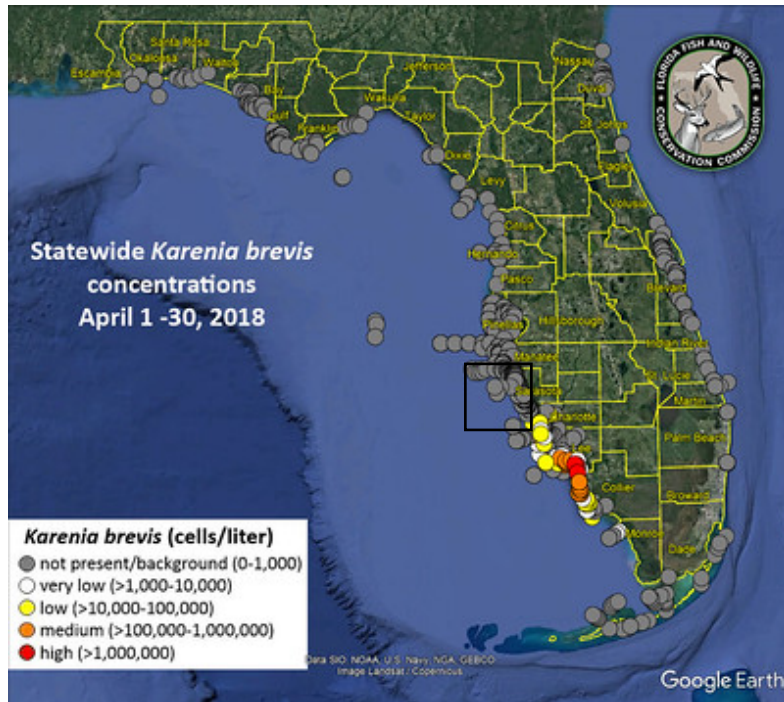 Santa Rosa
Okaloosa
Escambia
Walton
Jefferson
Nassau
FLORIDA FISH AND WILDLIFE
CONSERVATION COMMISSION
Duval
Bay
Wakulla
Taylor
Gulf
Franklin
St. Johns
Dixie
Flagler
Levy
Volusia
Statewide Karenia brevis
concentrations
April 1 -30, 2018
Citrus
Hernando
Pasco
Brevard
Pinellas
Hillsborough
Indian River
Manatee
St. Lucie
Sarasota
Martin
Charlotte
Palm Beach
Lee
Collier
Broward
Monroe
Dade
Karenia brevis (cells/liter)
not present/background (0-1,000)
very low (>1,000-10,000)
low (>10,000-100,000)
medium (>100,000-1,000,000)
high (>1,000,000)
Data SIO, NOAA, U.S. Navy, NGA, GEBCO
Image Landsat / Copernicus
Google Earth